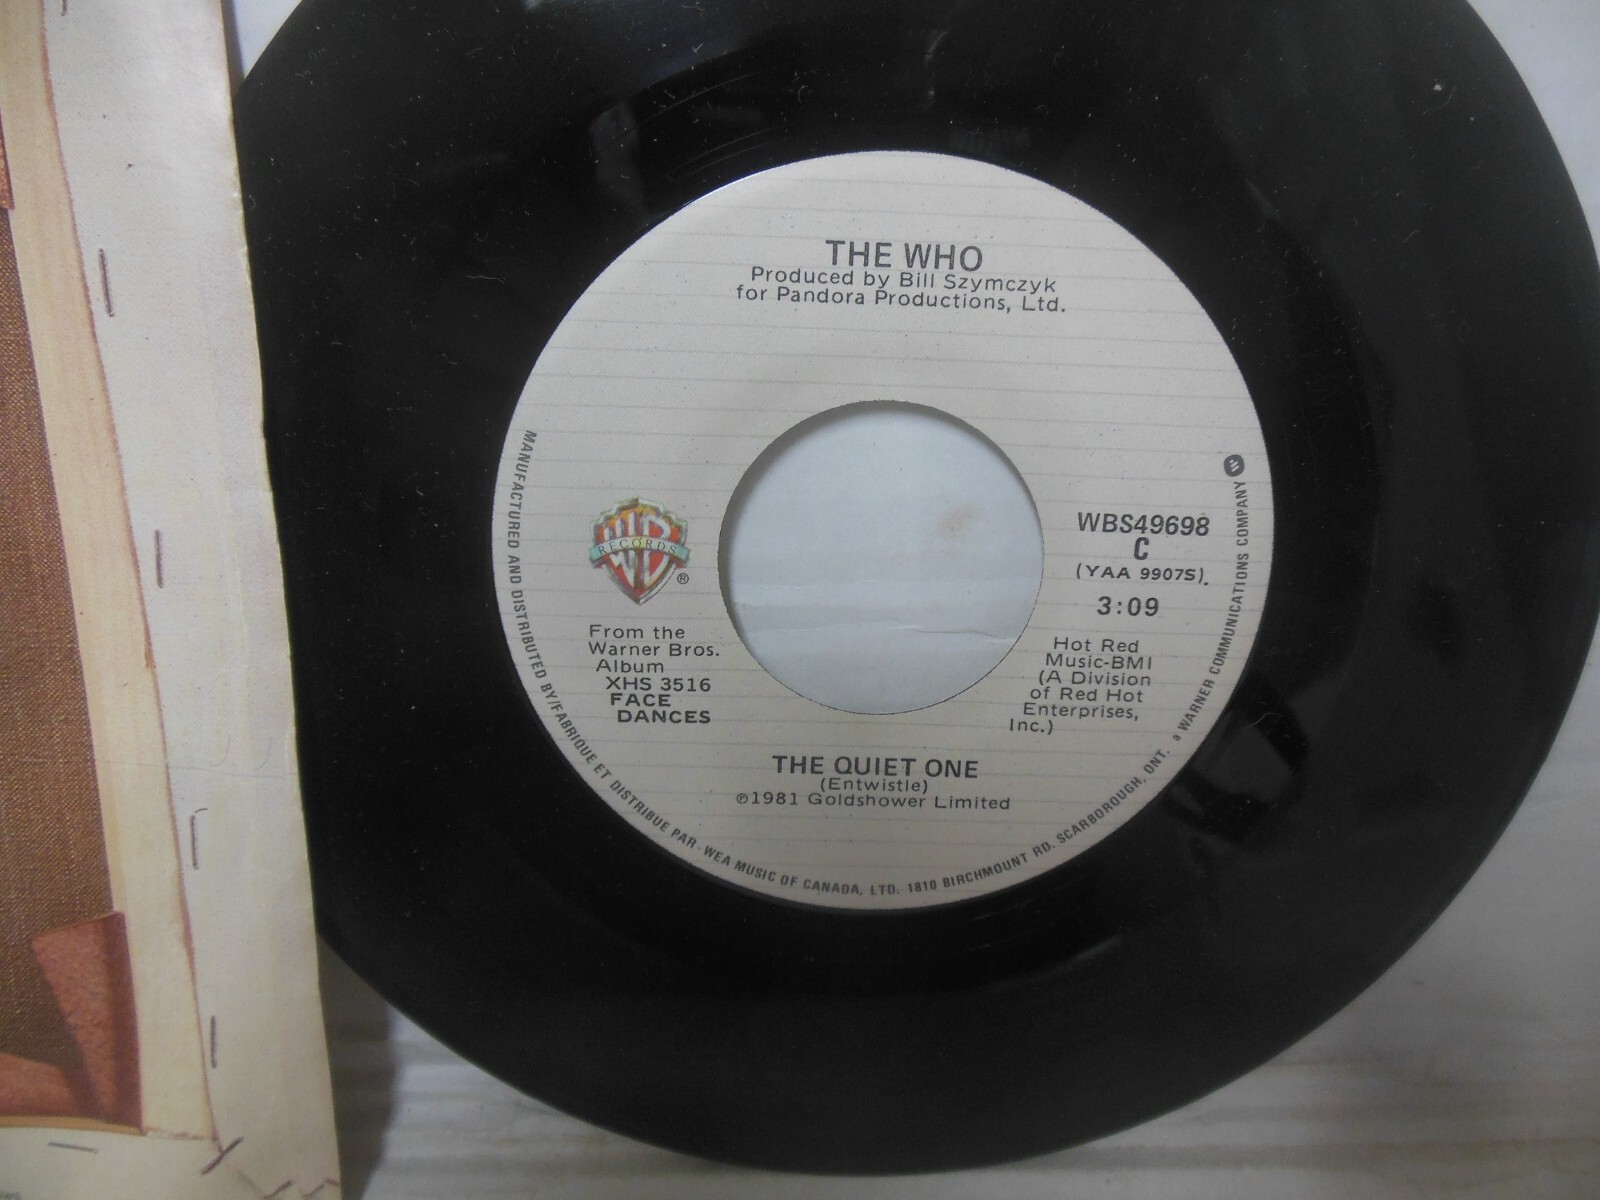 THE WHO
Produced by Bill Szymczyk
for Pandora Productions, Ltd.
WB
RECORDS
®
From the
Warner Bros.
Album
XHS 3516
FACE
DANCES
WBS49698
C
(YAA 9907S).
3:09
Hot Red
Music-BMI
(A Division
of Red Hot
Enterprises,
Inc.)
THE QUIET ONE
(Entwistle)
℗1981 Goldshower Limited
MANUFACTURED AND DISTRIBUTED BY/FABRIQUE ET DISTRIBUE PAR-WEA MUSIC OF CANADA, LTD. 1810 BIRCHMOUNT RD. SCARBOROUGH, ONT. a WARNER COMMUNICATIONS COMPANY